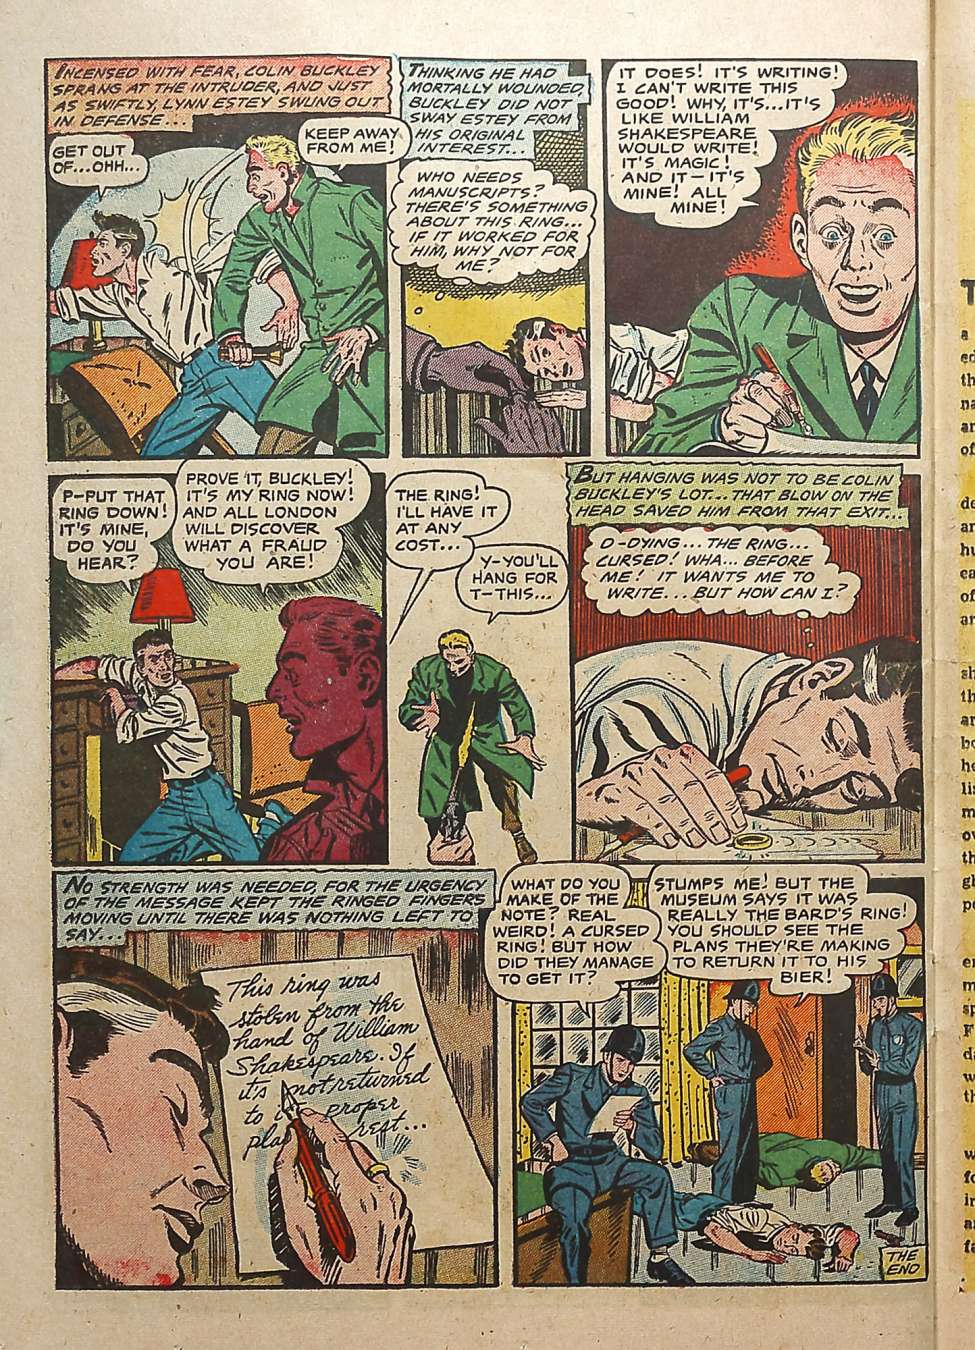 INCENSED WITH FEAR, COLIN BUCKLEY
SPRANG AT THE INTRUDER, AND JUST
AS SWIFTLY, LYNN ESTEY SWUNG OUT
IN DEFENSE...
GET OUT
OF...OHH...
KEEP AWAY
FROM ME!
THINKING HE HAD
MORTALLY WOUNDED
BUCKLEY DID NOT
SWAY ESTEY FROM
HIS ORIGINAL
INTEREST...
WHO NEEDS
MANUSCRIPTS?
THERE'S SOMETHING
ABOUT THIS RING...
IF IT WORKED FOR
HIM, WHY NOT FOR
ME?
IT DOES! IT'S WRITING!
I CAN'T WRITE THIS
GOOD! WHY, IT'S...IT'S
LIKE WILLIAM
SHAKESPEARE
WOULD WRITE!
IT'S MAGIC!
AND IT-IT'S
MINE! ALL
MINE!
P-PUT THAT
RING DOWN!
IT'S MINE,
DO YOU
HEAR?
PROVE IT, BUCKLEY!
IT'S MY RING NOW!
AND ALL LONDON
WILL DISCOVER
WHAT A FRAUD
YOU ARE!
THE RING!
I'LL HAVE IT
AT ANY
COST...
Y-YOU'LL
HANG FOR
T-THIS...
BUT HANGING WAS NOT TO BE COLIN
BUCKLEY'S LOT... THAT BLOW ON THE
HEAD SAVED HIM FROM THAT EXIT...
D-DYING... THE RING...
CURSED! WHA... BEFORE
ME! IT WANTS ME TO
WRITE... BUT HOW CAN I?
NO STRENGTH WAS NEEDED, FOR THE URGENCY
OF THE MESSAGE KEPT THE RINGED FINGERS
MOVING UNTIL THERE WAS NOTHING LEFT TO
SAY...
This ring was
stolen from the
hand of William
Shakespeare. If
it's not returned
to i proper
pla rest...
WHAT DO YOU
MAKE OF THE
NOTE? REAL
WEIRD! A CURSED
RING! BUT HOW
DID THEY MANAGE
TO GET IT?
STUMPS ME! BUT THE
MUSEUM SAYS IT WAS
REALLY THE BARD'S RING!
YOU SHOULD SEE THE
PLANS THEY'RE MAKING
TO RETURN IT TO HIS
BIER!
THE
END